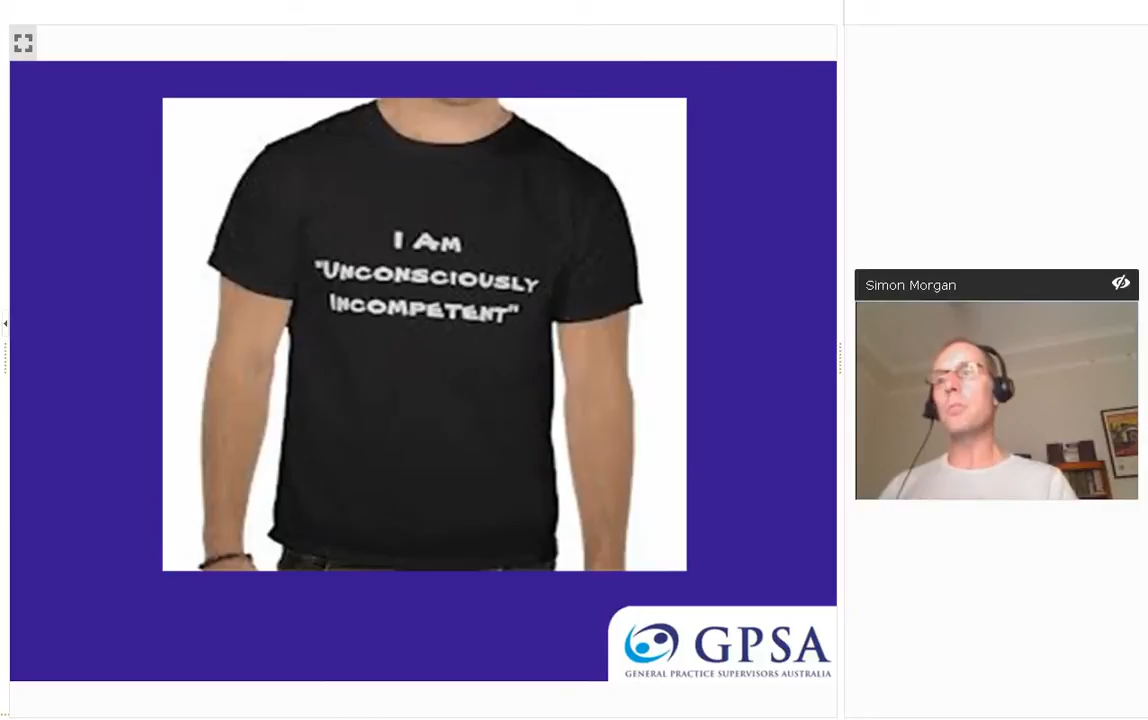 I AM
"UNCONSCIOUSLY
INCOMPETENT"
Simon Morgan
GPSA
GENERAL PRACTICE SUPERVISORS AUSTRALIA